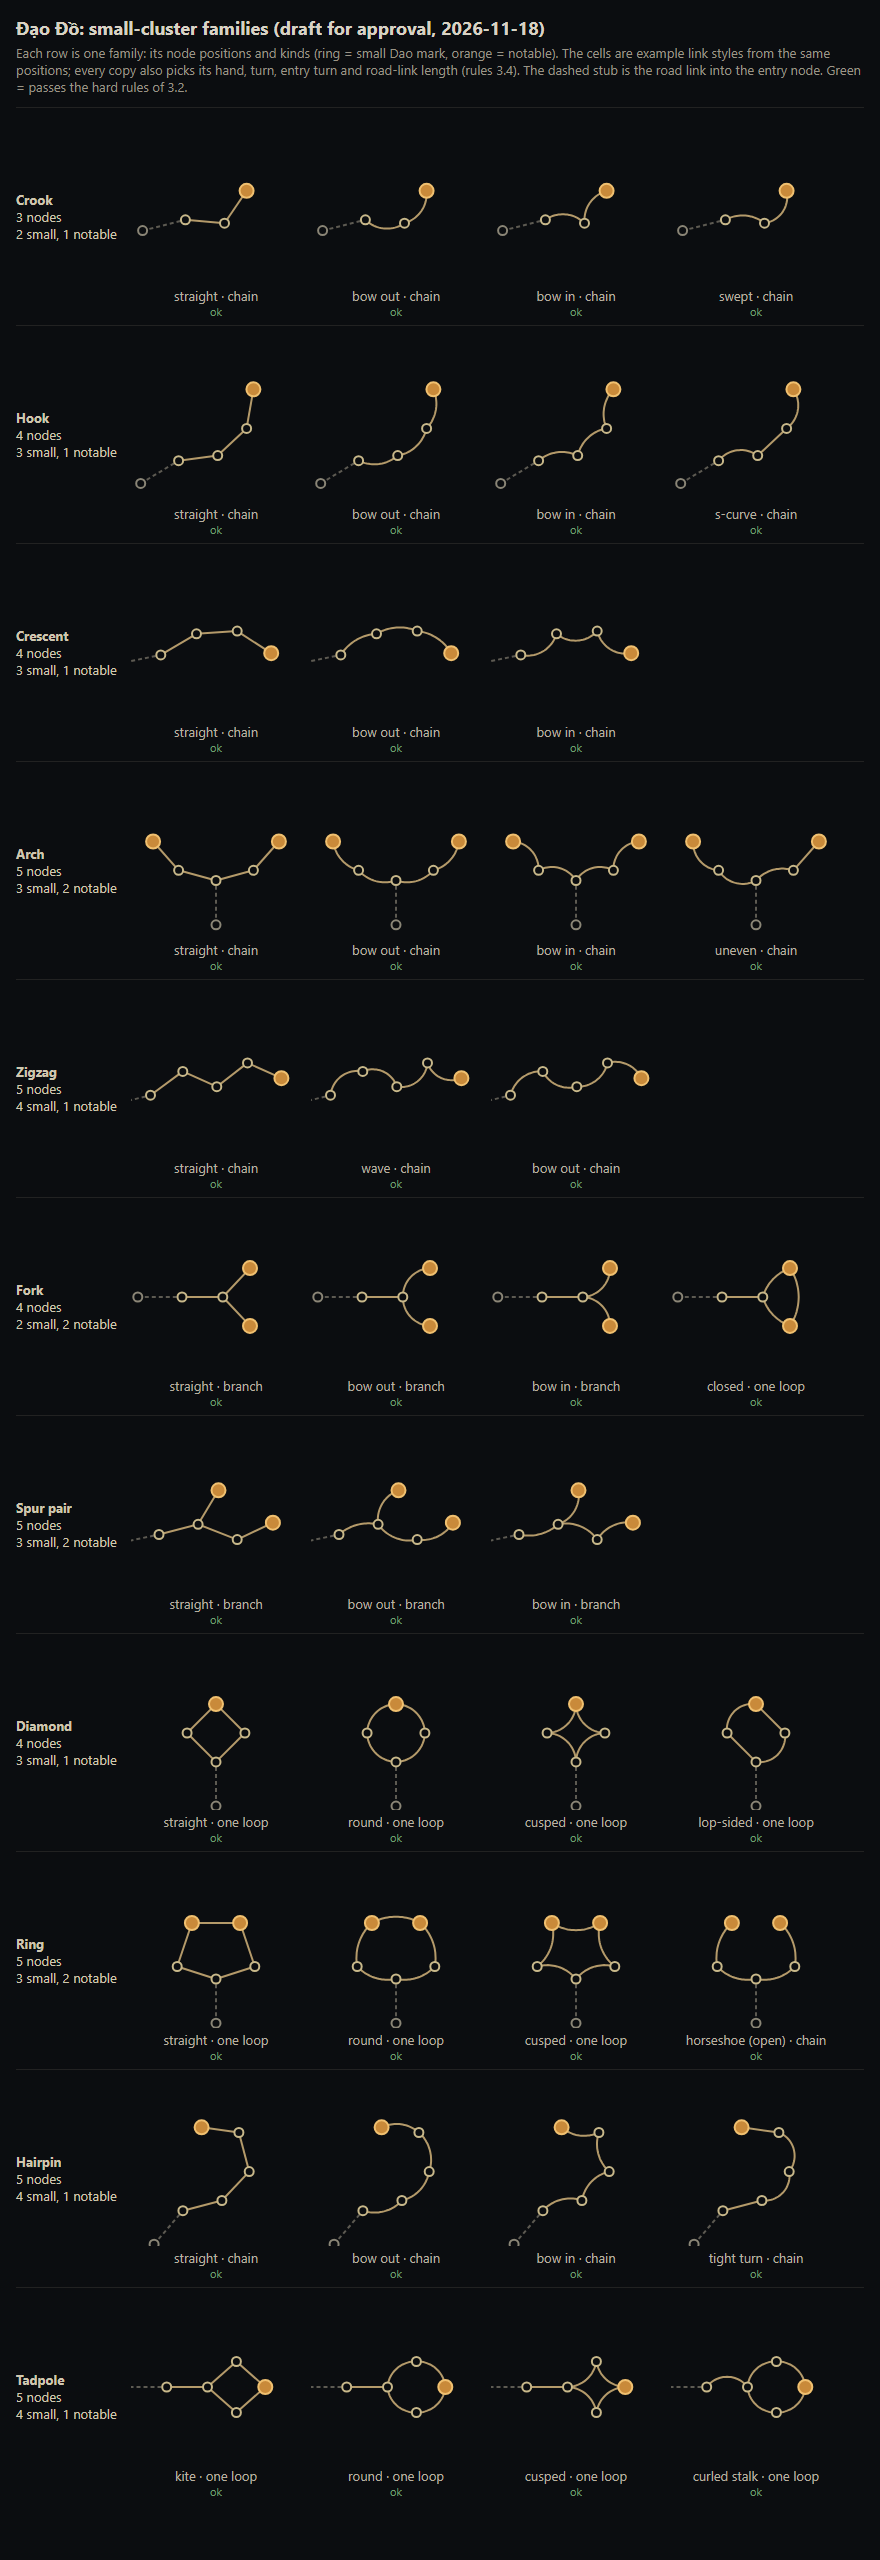 Đạo Đồ: small-cluster families (draft for approval, 2026-11-18)
Each row is one family: its node positions and kinds (ring = small Dao mark, orange = notable). The cells are example link styles from the same
positions; every copy also picks its hand, turn, entry turn and road-link length (rules 3.4). The dashed stub is the road link into the entry node. Green
= passes the hard rules of 3.2.
Crook
3 nodes
2 small, 1 notable
straight · chain
ok
bow out · chain
ok
bow in · chain
ok
swept · chain
ok
Hook
4 nodes
3 small, 1 notable
straight · chain
ok
bow out · chain
ok
bow in · chain
ok
s-curve · chain
ok
Crescent
4 nodes
3 small, 1 notable
straight · chain
ok
bow out · chain
ok
bow in · chain
ok
Arch
5 nodes
3 small, 2 notable
straight · chain
ok
bow out · chain
ok
bow in · chain
ok
uneven · chain
ok
Zigzag
5 nodes
4 small, 1 notable
straight · chain
ok
wave · chain
ok
bow out · chain
ok
Fork
4 nodes
2 small, 2 notable
straight · branch
ok
bow out · branch
ok
bow in · branch
ok
closed · one loop
ok
Spur pair
5 nodes
3 small, 2 notable
straight · branch
ok
bow out · branch
ok
bow in · branch
ok
Diamond
4 nodes
3 small, 1 notable
straight · one loop
ok
round · one loop
ok
cusped · one loop
ok
lop-sided · one loop
ok
Ring
5 nodes
3 small, 2 notable
straight · one loop
ok
round · one loop
ok
cusped · one loop
ok
horseshoe (open) · chain
ok
Hairpin
5 nodes
4 small, 1 notable
straight · chain
ok
bow out · chain
ok
bow in · chain
ok
tight turn · chain
ok
Tadpole
5 nodes
4 small, 1 notable
kite · one loop
ok
round · one loop
ok
cusped · one loop
ok
curled stalk · one loop
ok